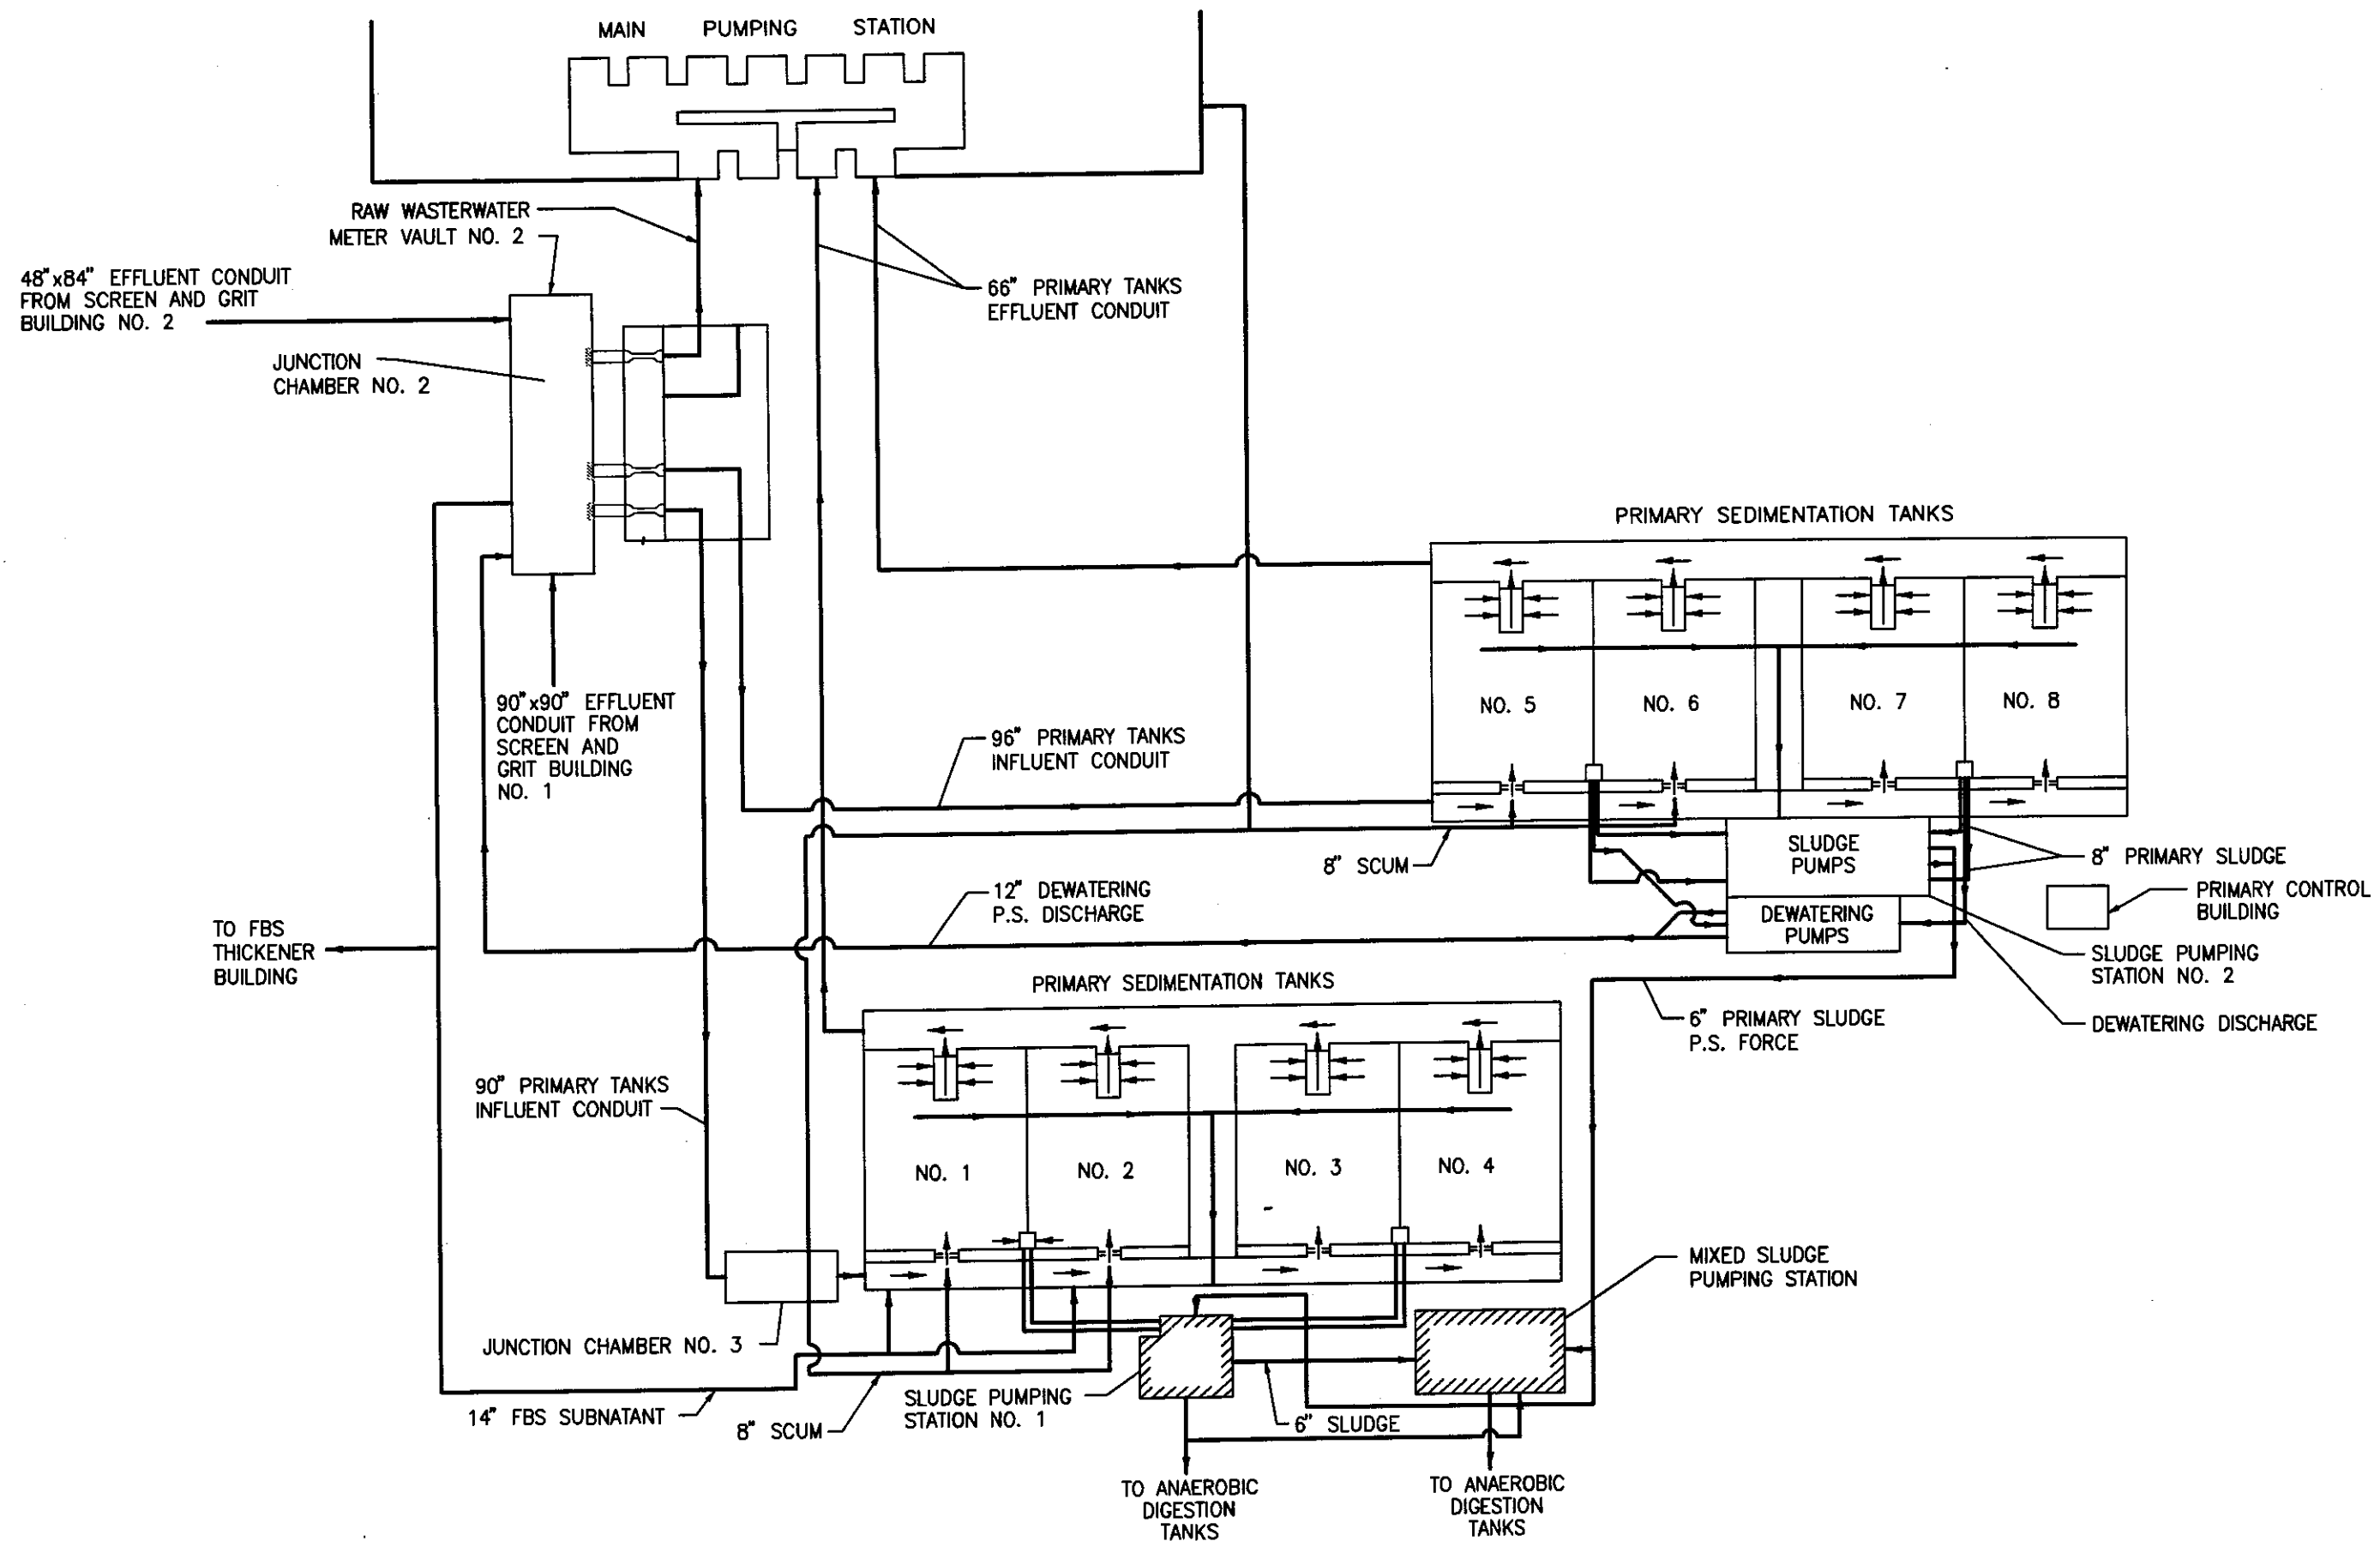 MAIN PUMPING STATION
RAW WASTERWATER
METER VAULT NO. 2
48"x84" EFFLUENT CONDUIT
FROM SCREEN AND GRIT
BUILDING NO. 2
66" PRIMARY TANKS
EFFLUENT CONDUIT
JUNCTION
CHAMBER NO. 2
PRIMARY SEDIMENTATION TANKS
NO. 5
NO. 6
NO. 7
NO. 8
90"x90" EFFLUENT
CONDUIT FROM
SCREEN AND
GRIT BUILDING
NO. 1
96" PRIMARY TANKS
INFLUENT CONDUIT
8" SCUM
SLUDGE
PUMPS
8" PRIMARY SLUDGE
PRIMARY CONTROL
BUILDING
12" DEWATERING
P.S. DISCHARGE
DEWATERING
PUMPS
TO FBS
THICKENER
BUILDING
SLUDGE PUMPING
STATION NO. 2
PRIMARY SEDIMENTATION TANKS
6" PRIMARY SLUDGE
P.S. FORCE
DEWATERING DISCHARGE
90" PRIMARY TANKS
INFLUENT CONDUIT
NO. 1
NO. 2
NO. 3
NO. 4
MIXED SLUDGE
PUMPING STATION
JUNCTION CHAMBER NO. 3
14" FBS SUBNATANT
8" SCUM
SLUDGE PUMPING
STATION NO. 1
6" SLUDGE
TO ANAEROBIC
DIGESTION
TANKS
TO ANAEROBIC
DIGESTION
TANKS